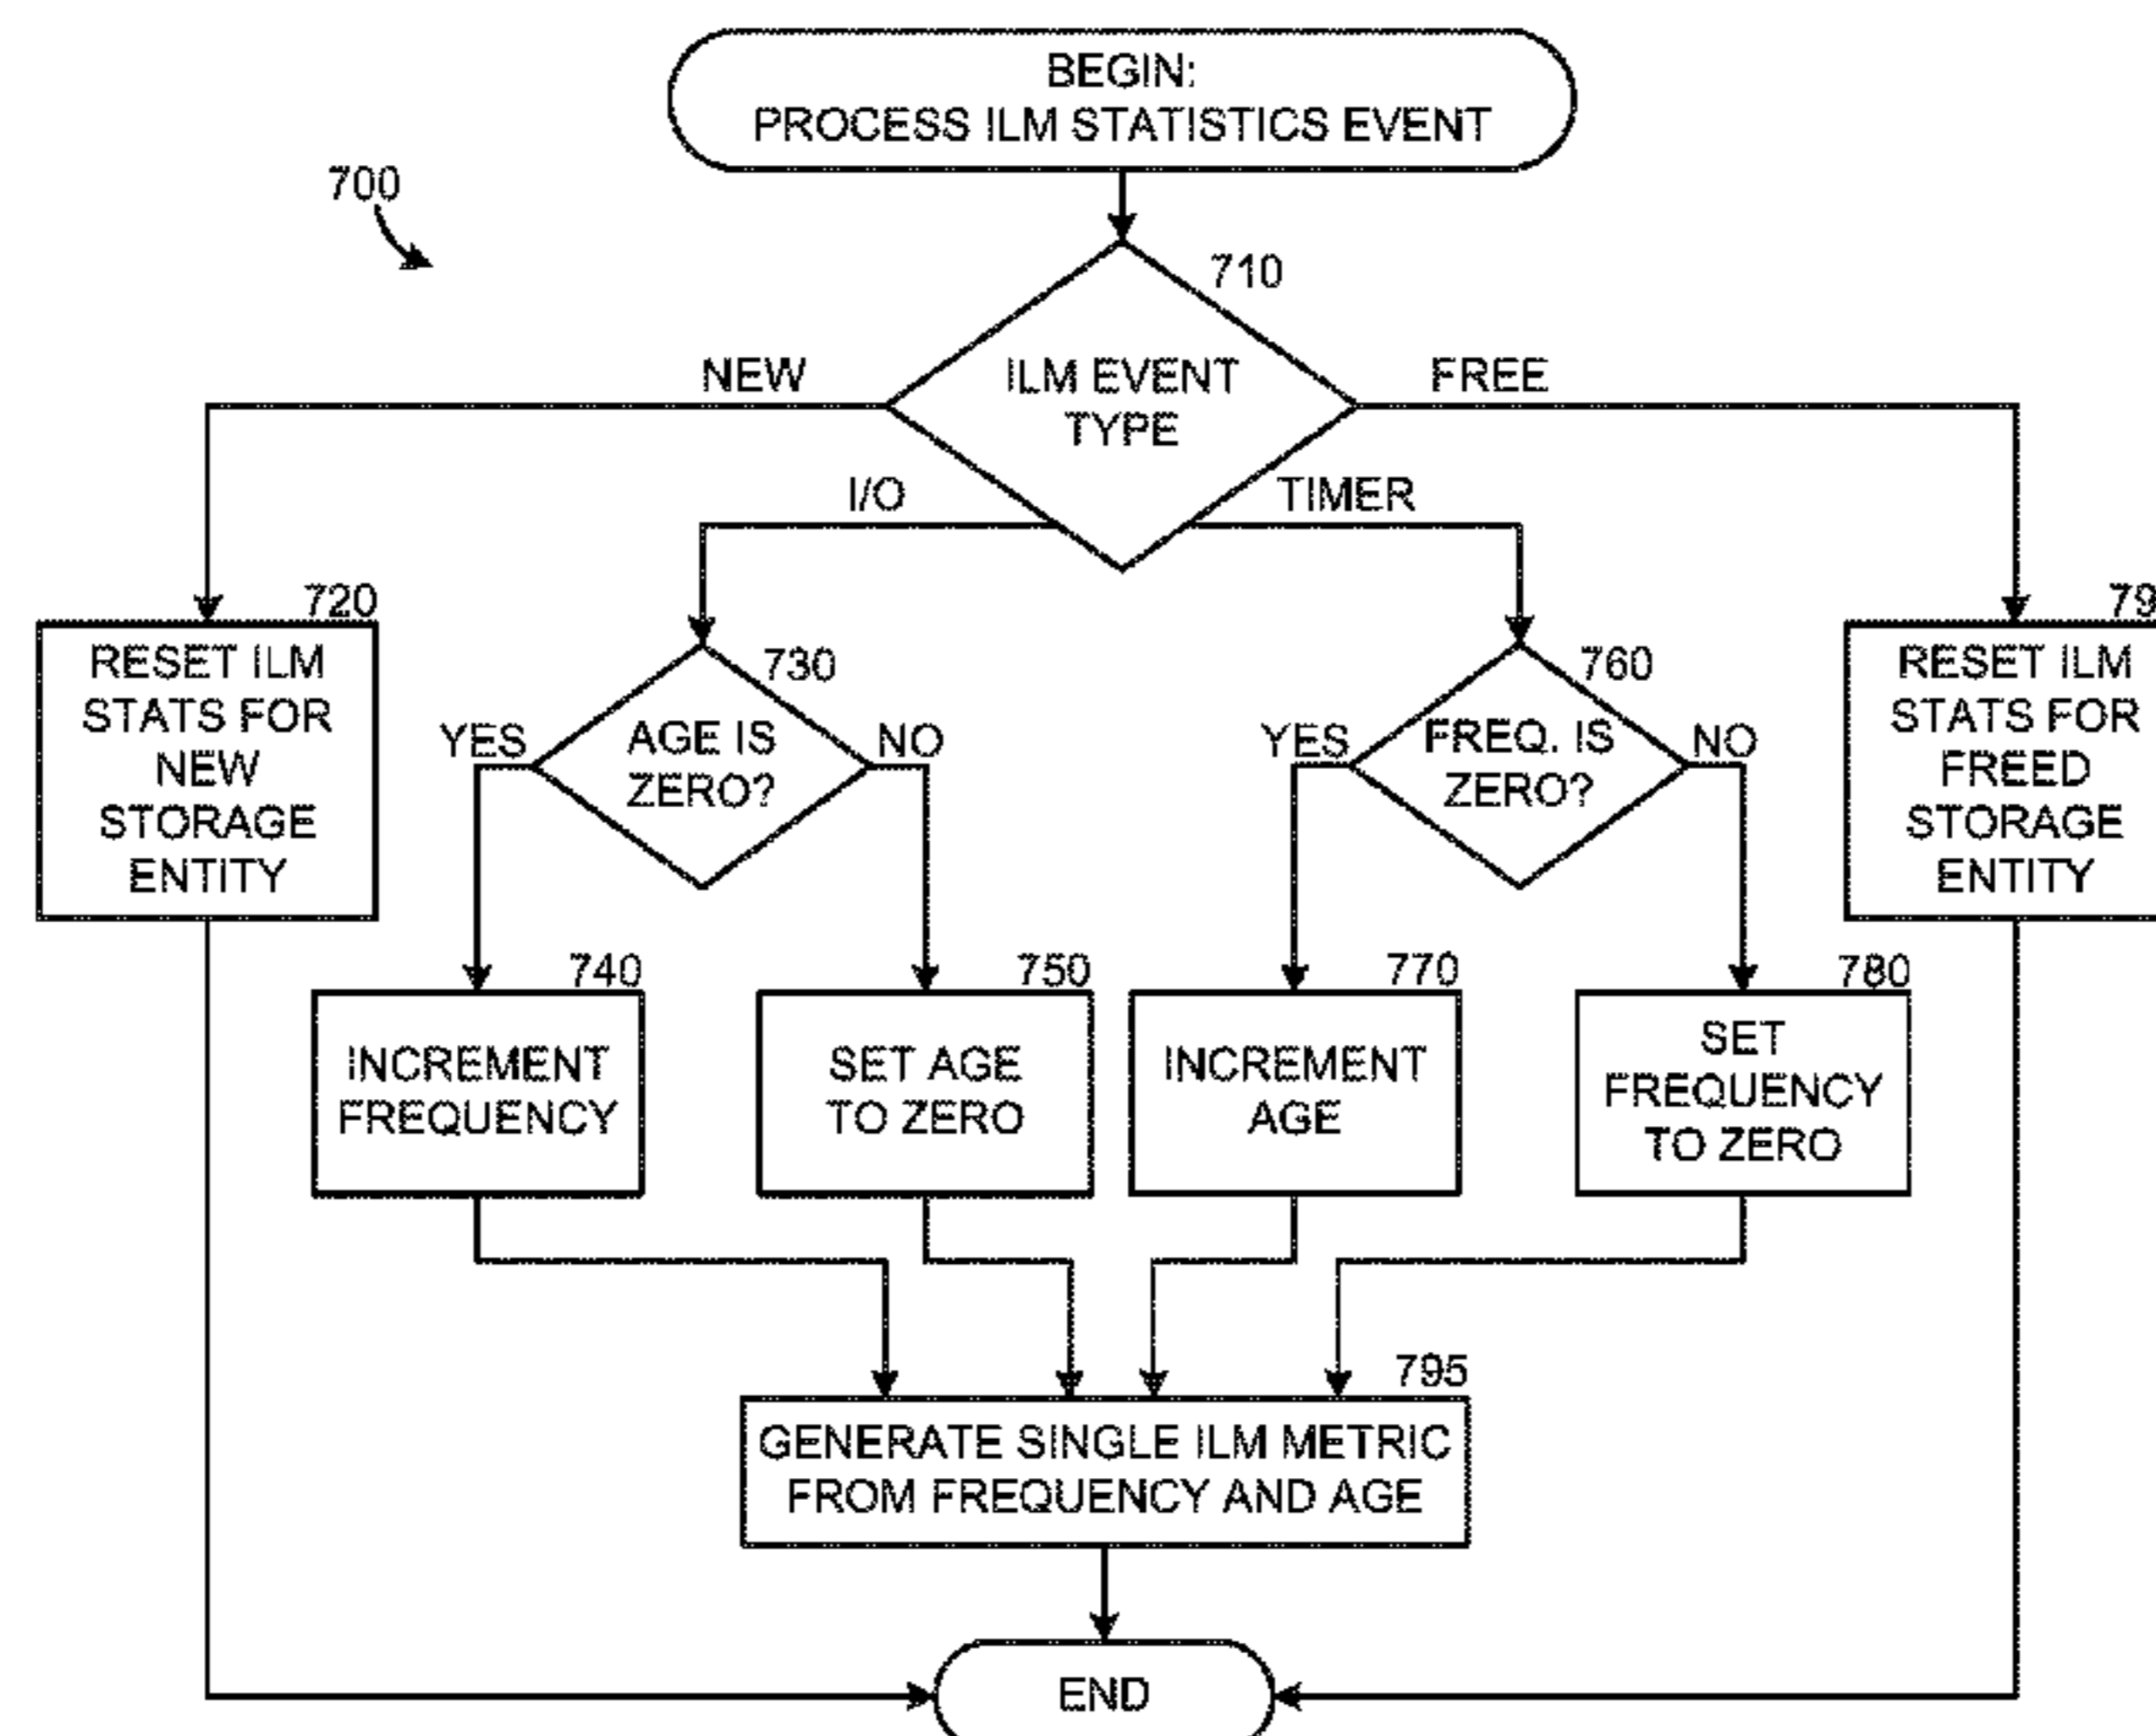 BEGIN:
PROCESS ILM STATISTICS EVENT
700
710
ILM EVENT
TYPE
NEW
FREE
I/O
TIMER
720
RESET ILM
STATS FOR
NEW
STORAGE
ENTITY
730
AGE IS
ZERO?
YES
NO
760
FREQ. IS
ZERO?
YES
NO
RESET ILM
STATS FOR
FREED
STORAGE
ENTITY
740
INCREMENT
FREQUENCY
750
SET AGE
TO ZERO
770
INCREMENT
AGE
780
SET
FREQUENCY
TO ZERO
795
GENERATE SINGLE ILM METRIC
FROM FREQUENCY AND AGE
END